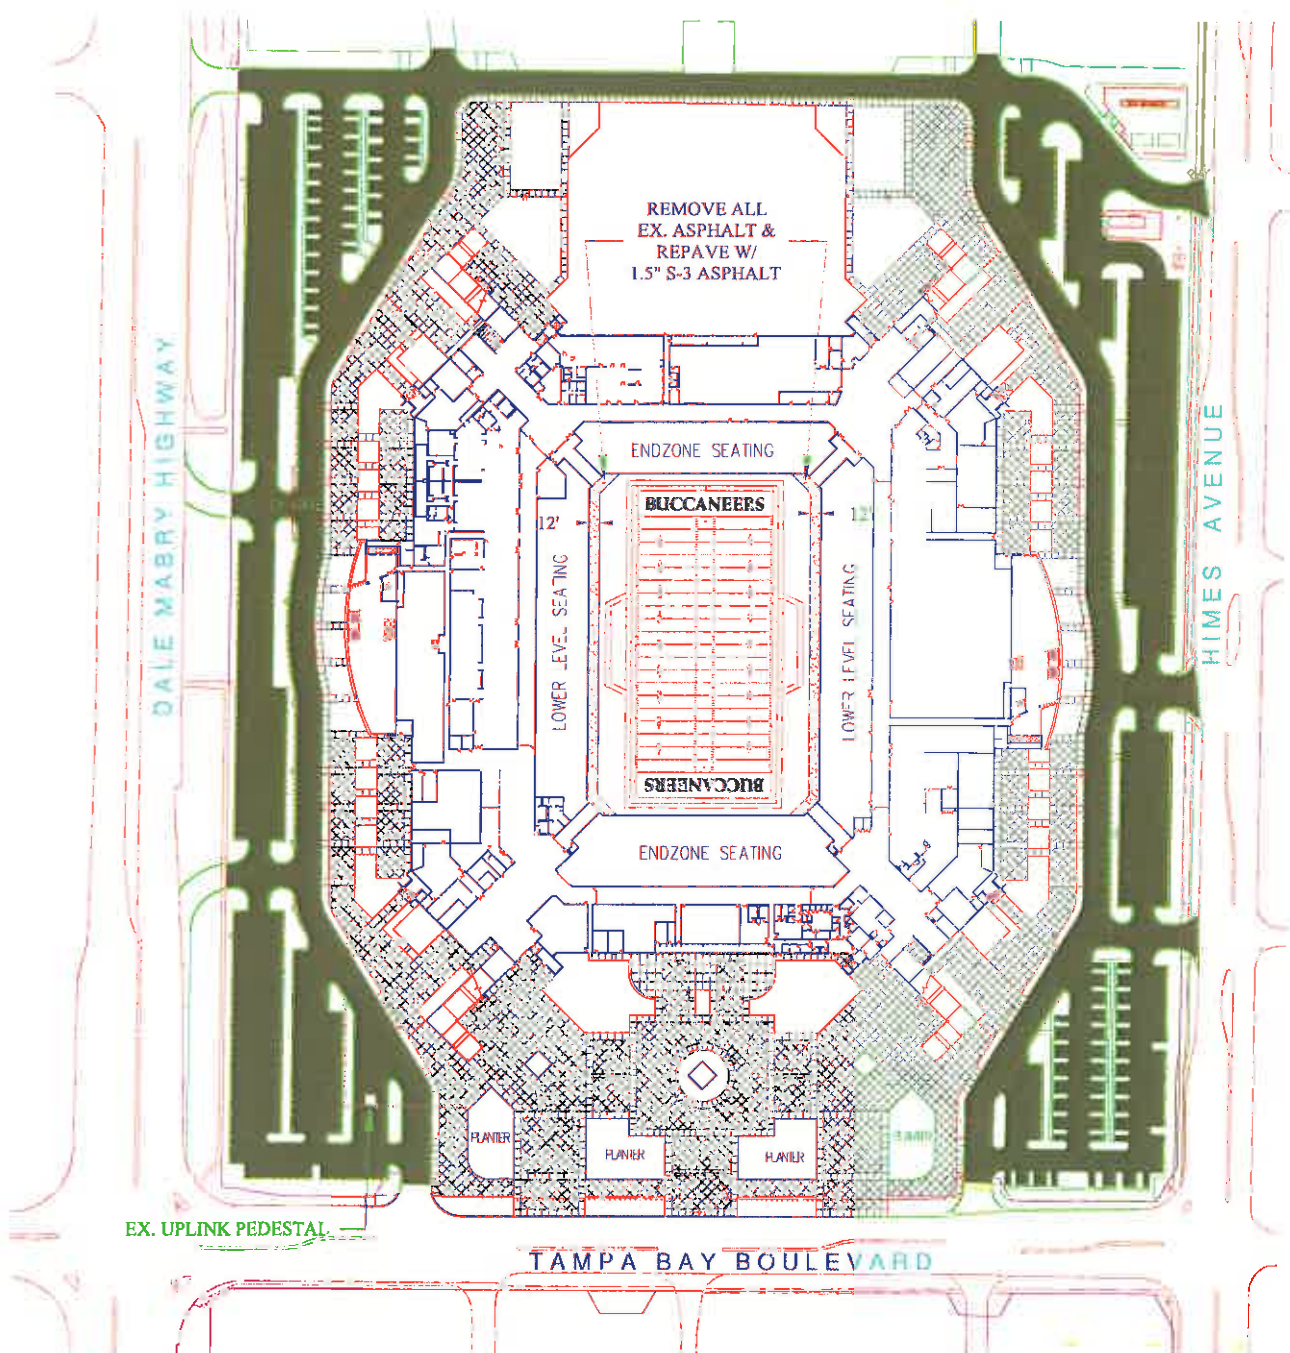 REMOVE ALL
EX. ASPHALT &
REPAVE W/
1.5" S-3 ASPHALT
DALE MABRY HIGHWAY
HIMES AVENUE
ENDZONE SEATING
BUCCANEERS
12'
12'
LOWER LEVEL SEATING
LOWER LEVEL SEATING
BUCCANEERS
ENDZONE SEATING
PLANTER
PLANTER
PLANTER
PLANTER
EX. UPLINK PEDESTAL
TAMPA BAY BOULEVARD